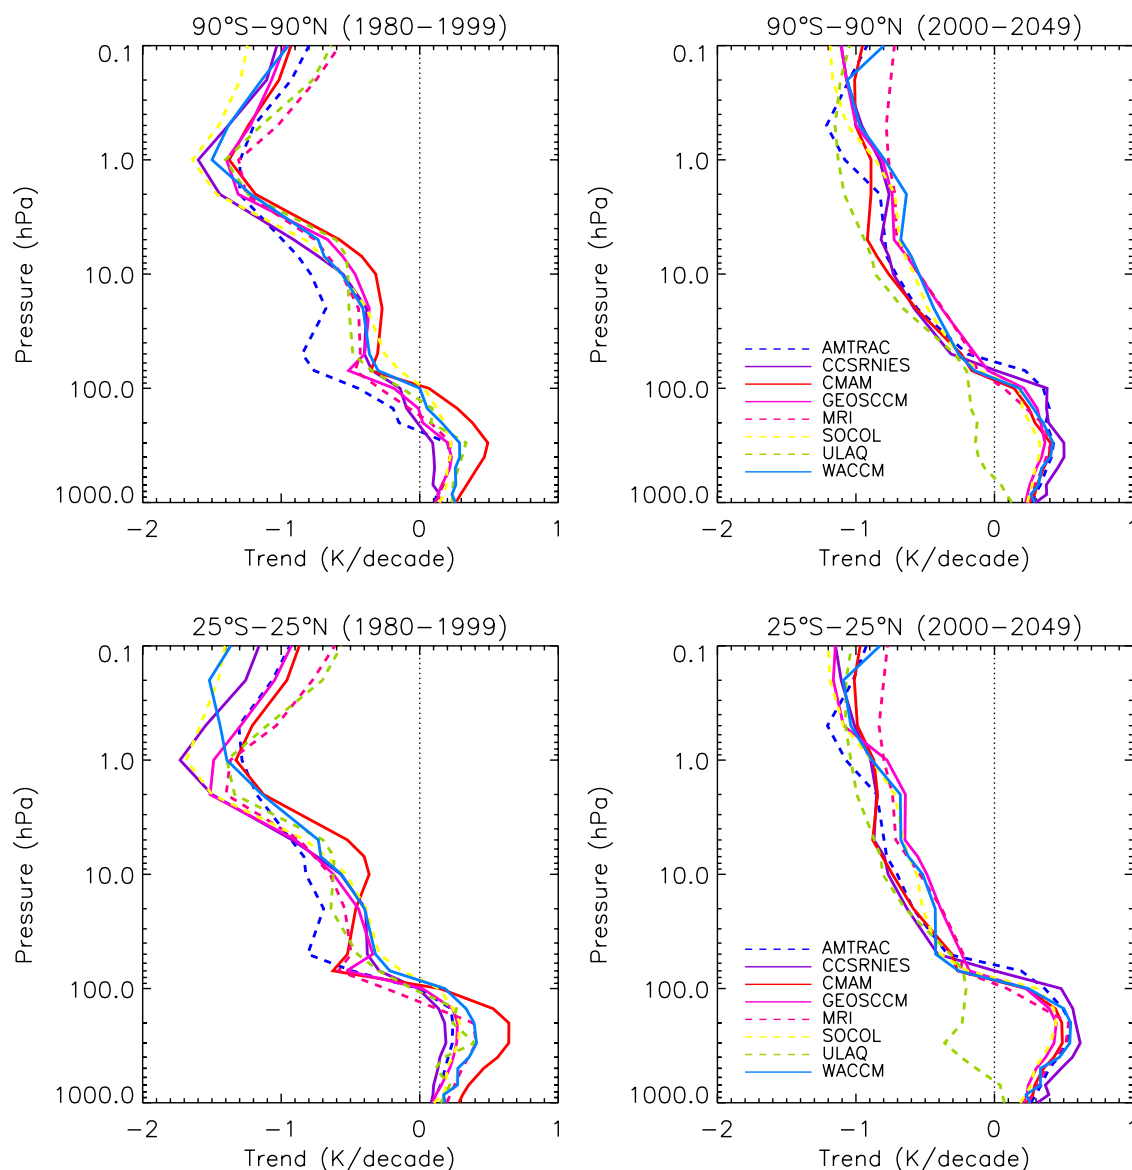 90°S−90°N (1980−1999)
0.1
1.0
10.0
100.0
1000.0
Pressure (hPa)
−2
−1
0
1
Trend (K/decade)
90°S−90°N (2000−2049)
0.1
1.0
10.0
100.0
1000.0
Pressure (hPa)
AMTRAC
CCSRNIES
CMAM
GEOSCCM
MRI
SOCOL
ULAQ
WACCM
−2
−1
0
1
Trend (K/decade)
25°S−25°N (1980−1999)
0.1
1.0
10.0
100.0
1000.0
Pressure (hPa)
−2
−1
0
1
Trend (K/decade)
25°S−25°N (2000−2049)
0.1
1.0
10.0
100.0
1000.0
Pressure (hPa)
AMTRAC
CCSRNIES
CMAM
GEOSCCM
MRI
SOCOL
ULAQ
WACCM
−2
−1
0
1
Trend (K/decade)